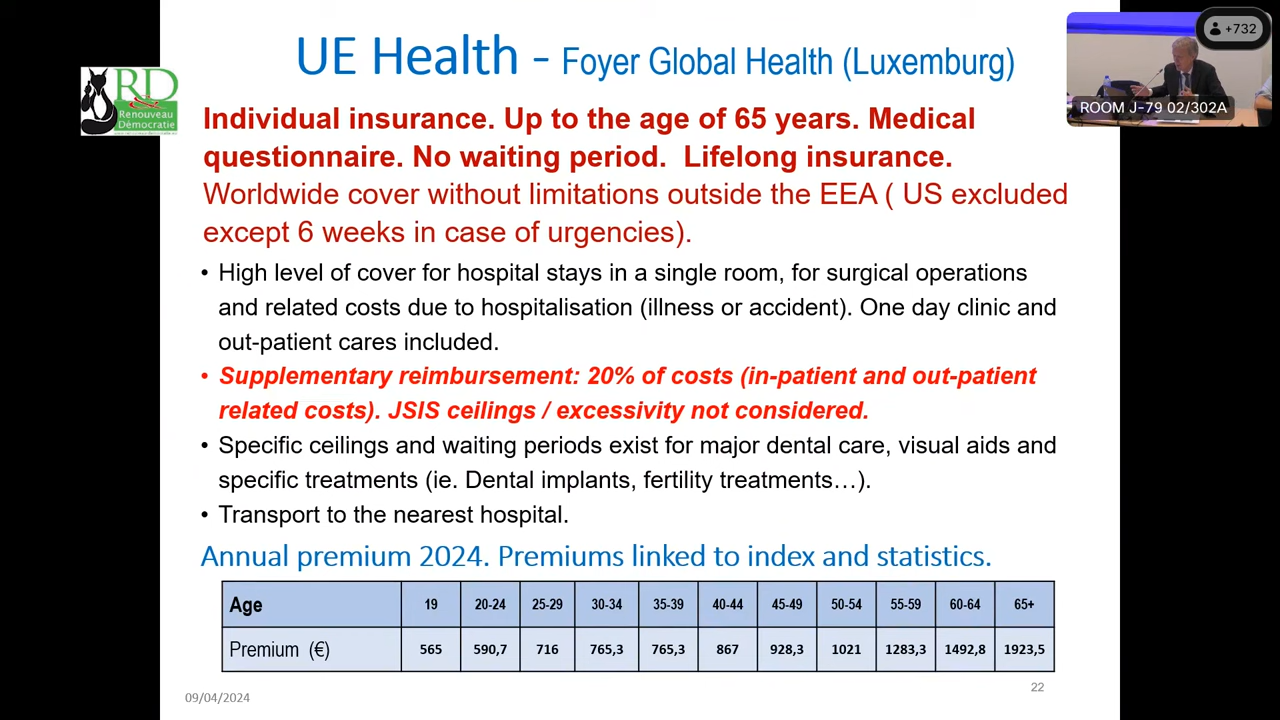 UE Health - Foyer Global Health (Luxemburg)
+732
ROOM J-79 02/302A
RD
Renouveau
&
Démocratie
Individual insurance. Up to the age of 65 years. Medical
questionnaire. No waiting period. Lifelong insurance.
Worldwide cover without limitations outside the EEA ( US excluded
except 6 weeks in case of urgencies).
• High level of cover for hospital stays in a single room, for surgical operations
and related costs due to hospitalisation (illness or accident). One day clinic and
out-patient cares included.
• Supplementary reimbursement: 20% of costs (in-patient and out-patient
related costs). JSIS ceilings / excessivity not considered.
• Specific ceilings and waiting periods exist for major dental care, visual aids and
specific treatments (ie. Dental implants, fertility treatments…).
• Transport to the nearest hospital.
Annual premium 2024. Premiums linked to index and statistics.
Age 19 20-24 25-29 30-34 35-39 40-44 45-49 50-54 55-59 60-64 65+
Premium (€) 565 590,7 716 765,3 765,3 867 928,3 1021 1283,3 1492,8 1923,5
09/04/2024
22